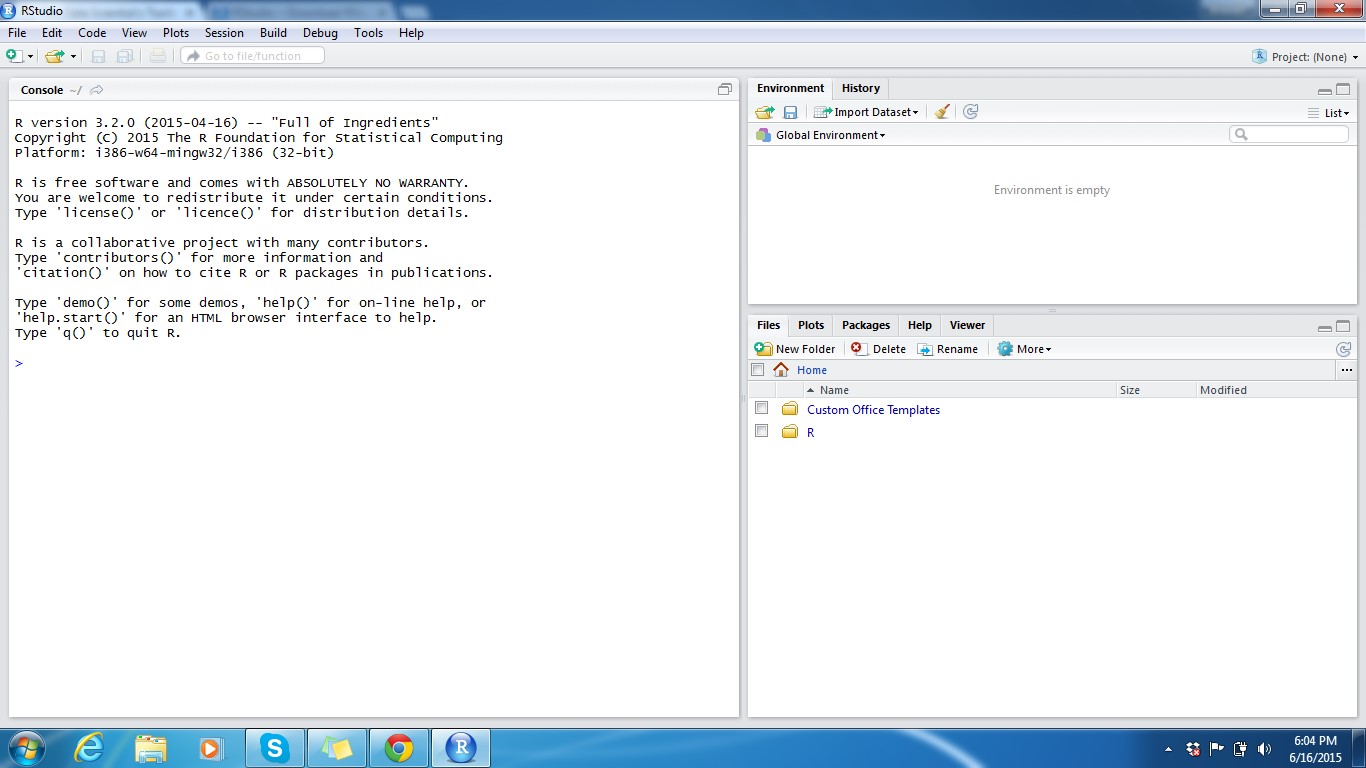 RStudio
File Edit Code View Plots Session Build Debug Tools Help
Go to file/function
Project: (None)
Console ~/
R version 3.2.0 (2015-04-16) -- "Full of Ingredients"
Copyright (C) 2015 The R Foundation for Statistical Computing
Platform: i386-w64-mingw32/i386 (32-bit)
R is free software and comes with ABSOLUTELY NO WARRANTY.
You are welcome to redistribute it under certain conditions.
Type 'license()' or 'licence()' for distribution details.
R is a collaborative project with many contributors.
Type 'contributors()' for more information and
'citation()' on how to cite R or R packages in publications.
Type 'demo()' for some demos, 'help()' for on-line help, or
'help.start()' for an HTML browser interface to help.
Type 'q()' to quit R.
>
Environment History
Import Dataset
List
Global Environment
Environment is empty
Files Plots Packages Help Viewer
New Folder Delete Rename More
Home
...
Name Size Modified
Custom Office Templates
R
6:04 PM
6/16/2015